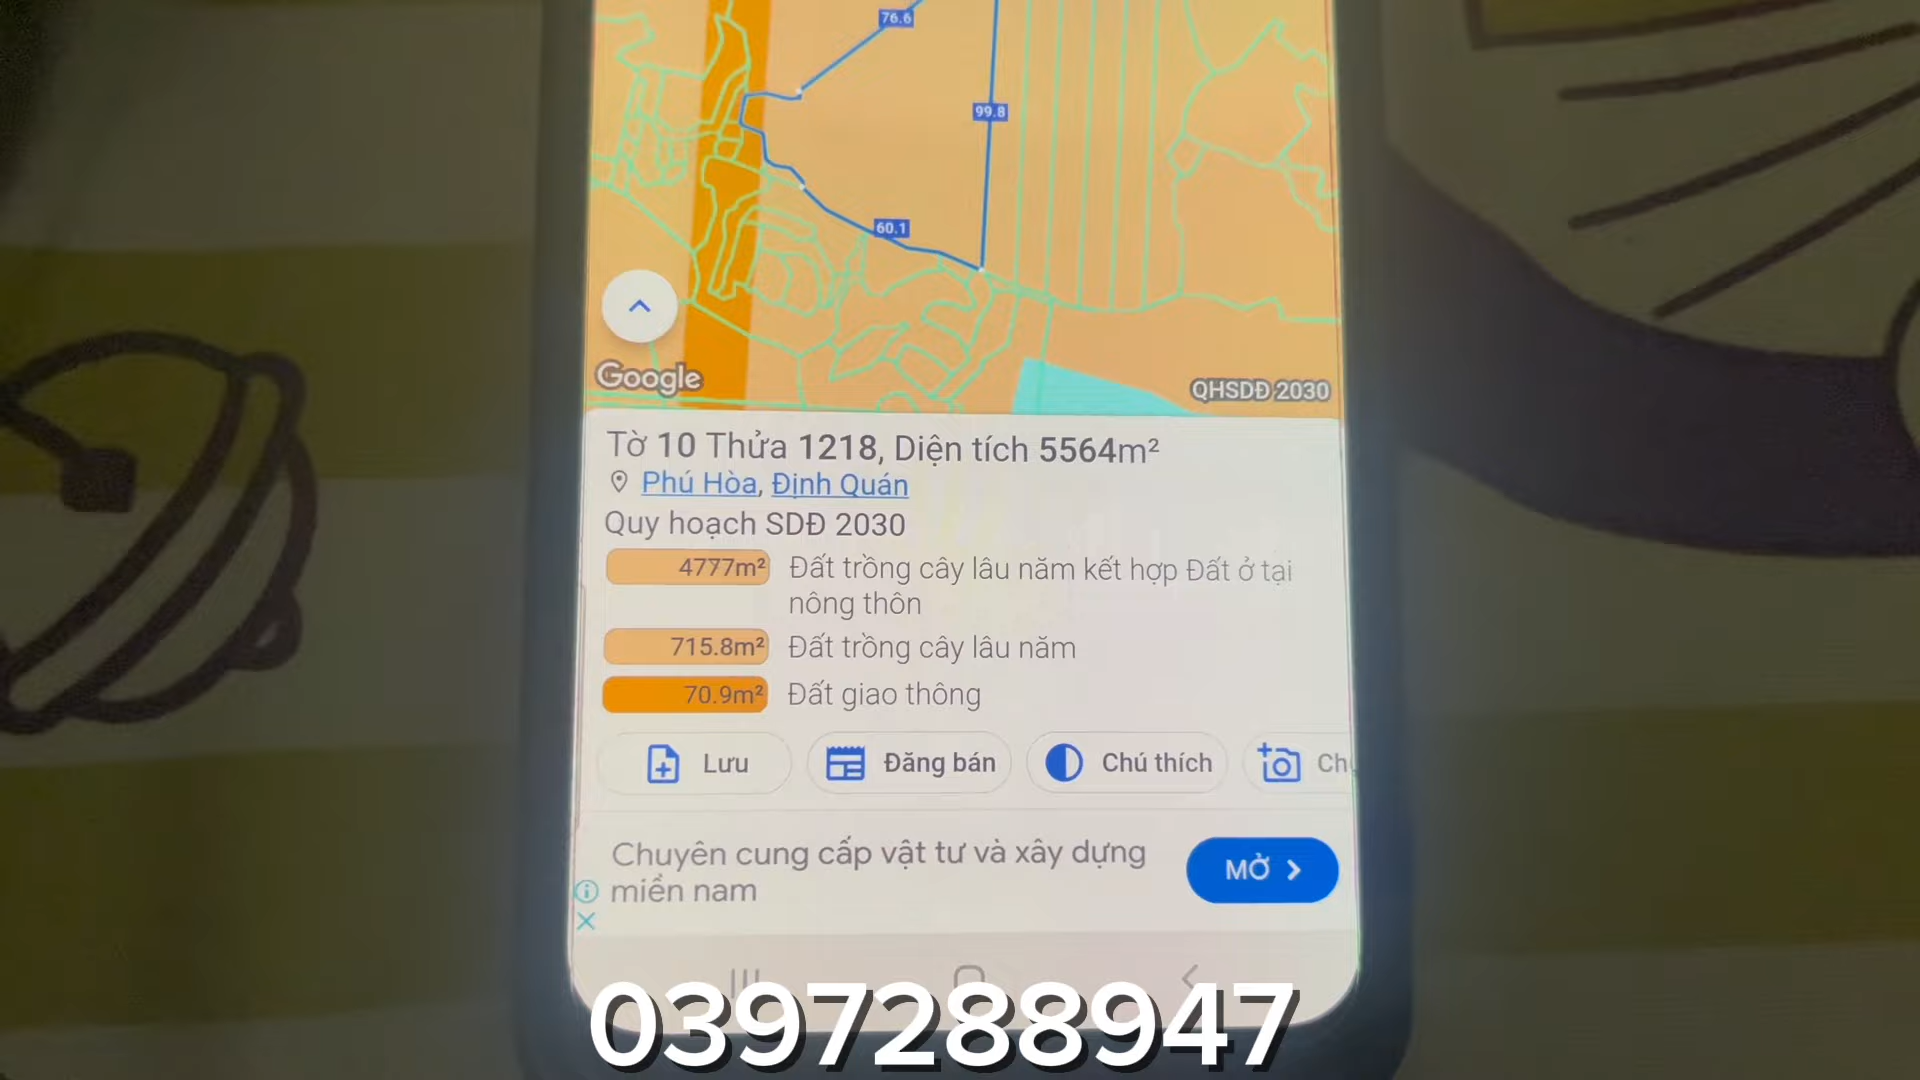 76.6
99.8
60.1
Google
QHSDĐ 2030
Tờ 10 Thửa 1218, Diện tích 5564m²
Phú Hòa, Định Quán
Quy hoạch SDĐ 2030
4777m² Đất trồng cây lâu năm kết hợp Đất ở tại
nông thôn
715.8m² Đất trồng cây lâu năm
70.9m² Đất giao thông
Lưu Đăng bán Chú thích
Chuyên cung cấp vật tư và xây dựng
miền nam
MỞ
0397288947